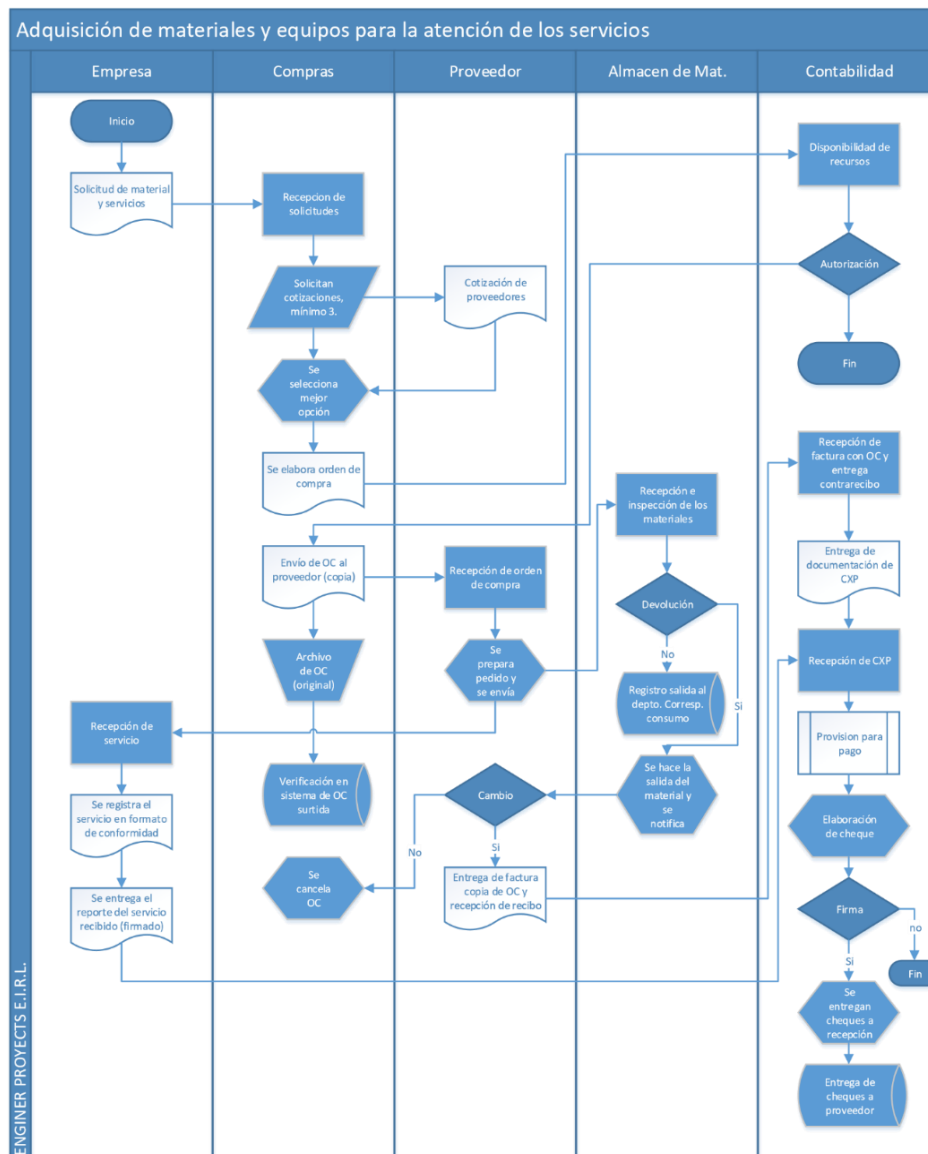 Adquisición de materiales y equipos para la atención de los servicios
Empresa
Compras
Proveedor
Almacen de Mat.
Contabilidad
Inicio
Solicitud de material
y servicios
Recepcion de
solicitudes
Disponibilidad de
recursos
Solicitan
cotizaciones,
mínimo 3.
Cotización de
proveedores
Autorización
Se
selecciona
mejor
opción
Fin
Se elabora orden de
compra
Recepción de
factura con OC y
entrega
contrarecibo
Recepción e
inspección de los
materiales
Envío de OC al
proveedor (copia)
Recepción de orden
de compra
Entrega de
documentación de
CXP
Devolución
No
Si
Archivo
de OC
(original)
Se
prepara
pedido y
se envía
Recepción de CXP
Registro salida al
depto. Corresp.
consumo
Recepción de
servicio
Provision para
pago
Verificación en
sistema de OC
surtida
Cambio
No
Si
Se hace la
salida del
material y
se
notifica
Se registra el
servicio en formato
de conformidad
Elaboración
de cheque
Se
cancela
OC
Entrega de factura
copia de OC y
recepción de recibo
Se entrega el
reporte del servicio
recibido (firmado)
Firma
no
Si
Fin
Se
entregan
cheques a
recepción
Entrega de
cheques a
proveedor
ENGINER PROYECTS E.I.R.L.